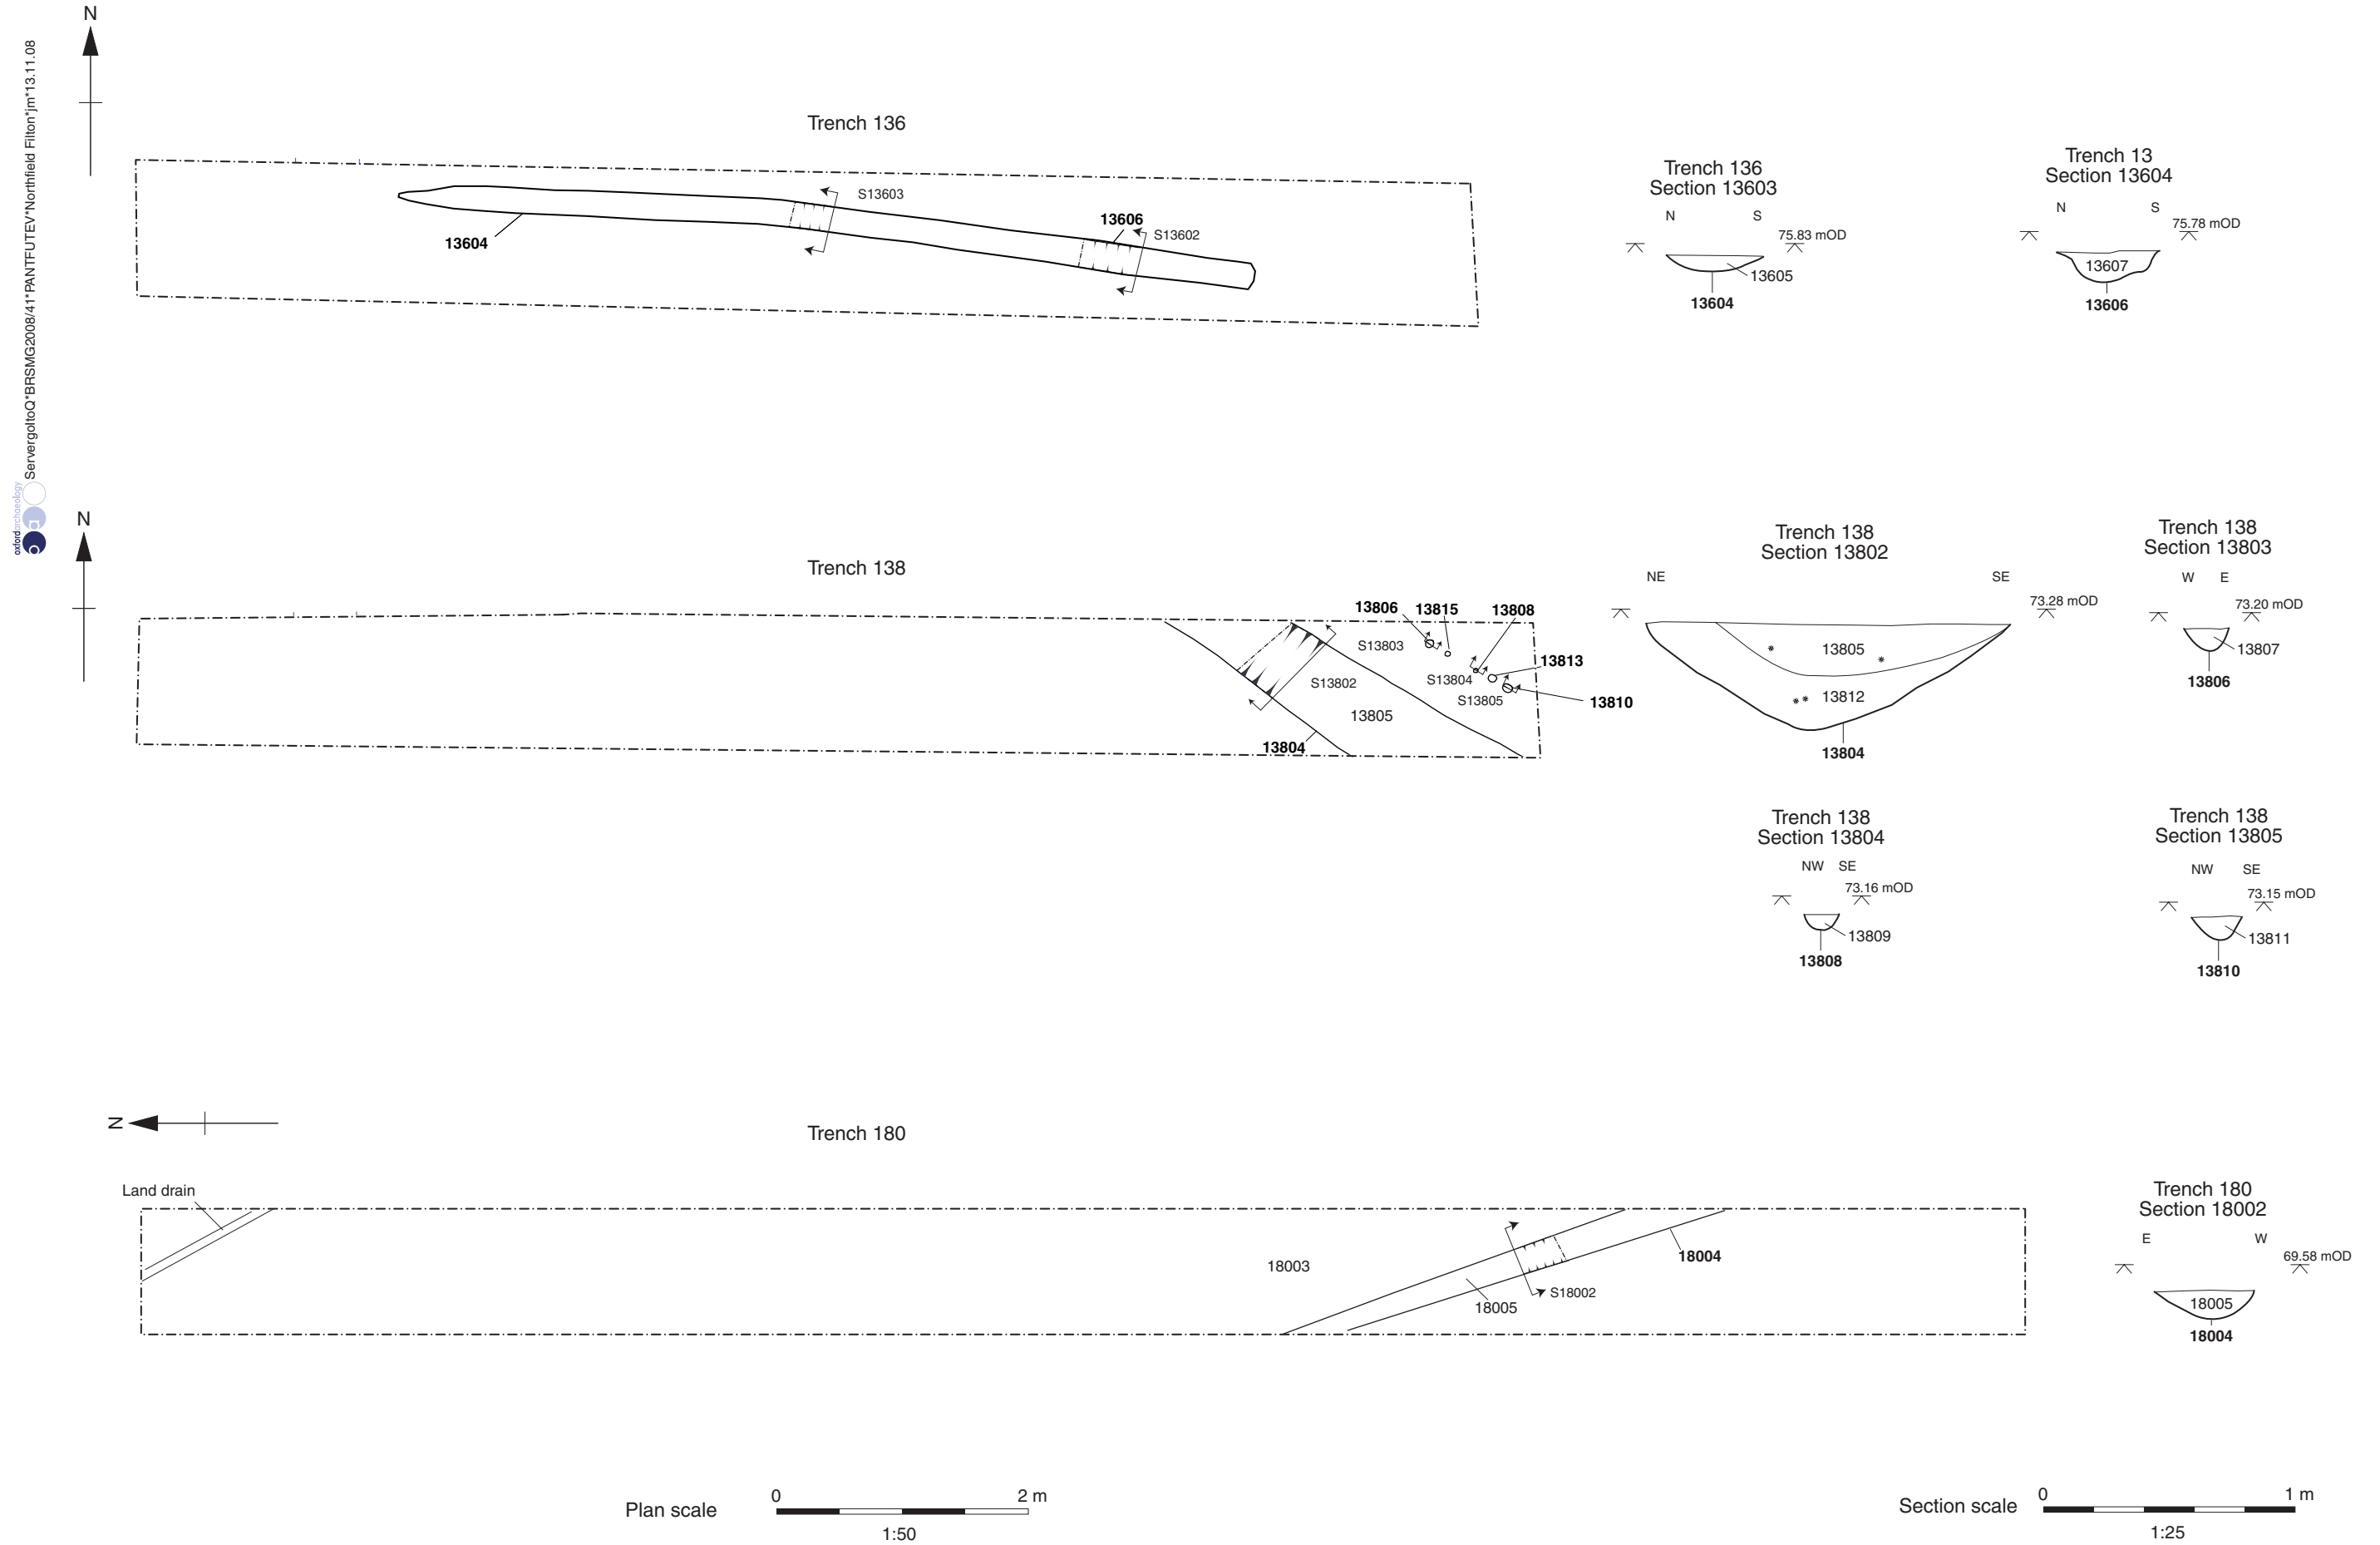 N
ServergoltoQ*BRSMG2008/41*PANTFUTEV*Northfield Filton*jm*13.11.08
oxfordarchaeology
Trench 136
S13603
13606
S13602
13604
Trench 136
Section 13603
N S
75.83 mOD
13605
13604
Trench 13
Section 13604
N S
75.78 mOD
13607
13606
N
Trench 138
13806 13815 13808
S13803
13813
S13804
S13802
S13805
13810
13805
13804
Trench 138
Section 13802
NE SE
73.28 mOD
13805
13812
13804
Trench 138
Section 13803
W E
73.20 mOD
13807
13806
Trench 138
Section 13804
NW SE
73.16 mOD
13809
13808
Trench 138
Section 13805
NW SE
73.15 mOD
13811
13810
N
Trench 180
Land drain
18003
18004
S18002
18005
Trench 180
Section 18002
E W
69.58 mOD
18005
18004
Plan scale
0 2 m
1:50
Section scale
0 1 m
1:25